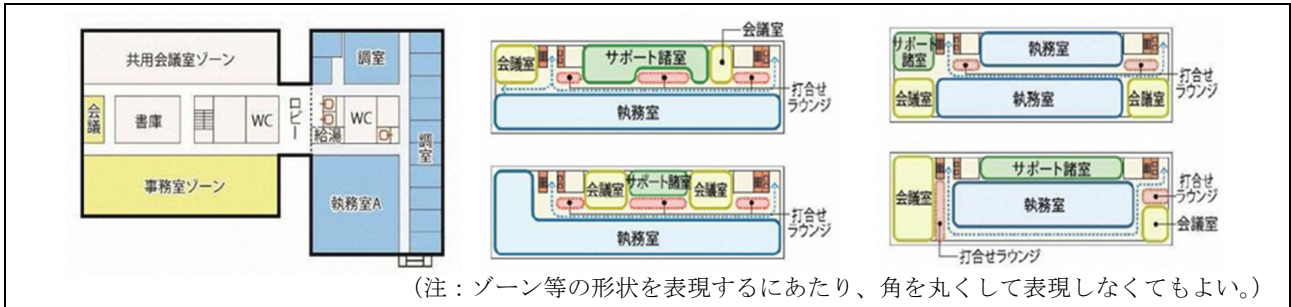 共用会議室ゾーン
調室
会議
書庫
WC
ロビー
給湯
WC
調室
事務室ゾーン
執務室A
会議室
会議室
サポート諸室
打合せ
ラウンジ
執務室
会議室
サポート諸室
会議室
打合せ
ラウンジ
執務室
サポート
諸室
執務室
打合せ
ラウンジ
会議室
執務室
会議室
サポート諸室
打合せ
ラウンジ
会議室
執務室
会議室
打合せラウンジ
(注:ゾーン等の形状を表現するにあたり、角を丸くして表現しなくてもよい。)